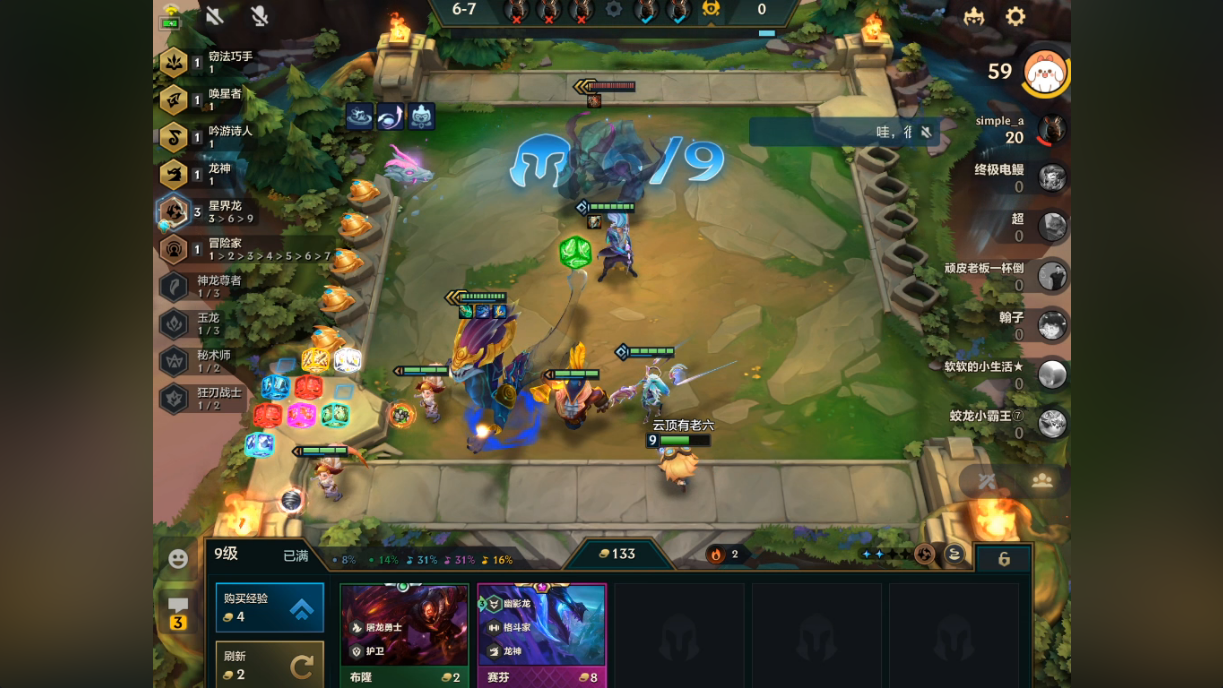 6-7
0
1
窃法巧手
1
1
唤星者
1
1
吟游诗人
1
1
龙神
1
3
星界龙
3 > 6 > 9
1
冒险家
1 > 2 > 3 > 4 > 5 > 6 > 7
神龙尊者
1 / 3
玉龙
1 / 3
秘术师
1 / 2
狂刃战士
1 / 2
/9
哇,
59
simple_a
20
终极电鳗
0
超
0
顽皮老板一杯倒
0
翰子
0
软软的小生活★
0
蛟龙小霸王⑦
0
云顶有老六
9
9级
已满
8%
14%
31%
31%
16%
133
2
3
购买经验
4
刷新
2
屠龙勇士
护卫
布隆
2
3
幽影龙
格斗家
龙神
赛芬
8